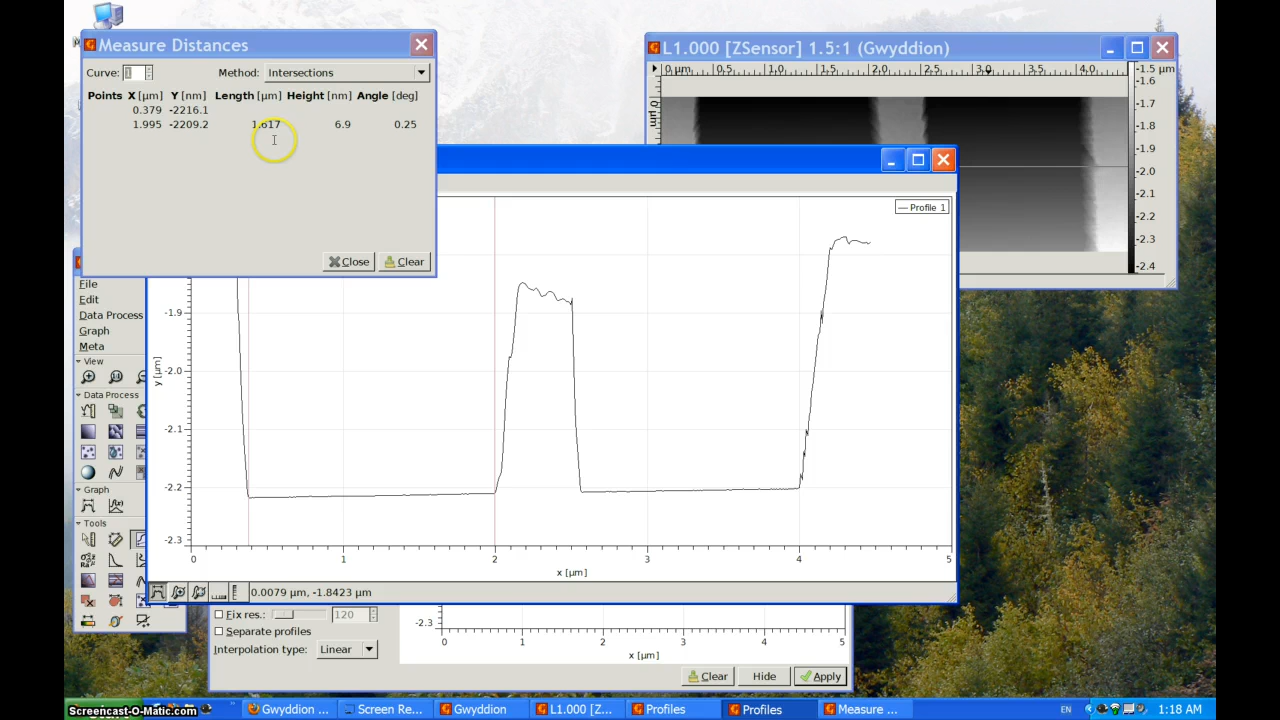 Measure Distances
Curve: 1 Method: Intersections
Points X [µm] Y [nm] Length [µm] Height [nm] Angle [deg]
0.379 -2216.1
1.995 -2209.2 1.617 6.9 0.25
Close Clear
L1.000 [ZSensor] 1.5:1 (Gwyddion)
0 µm 0.5 1.0 1.5 2.0 2.5 3.0 4.0
0 µm
-1.5 µm
-1.6
-1.7
-1.8
-1.9
-2.0
-2.1
-2.2
-2.3
-2.4
File
Edit
Data Process
Graph
Meta
View
Data Process
Graph
Tools
Profile 1
y [µm]
-1.9
-2.0
-2.1
-2.2
-2.3
0 1 2 3 4 5
x [µm]
0.0079 µm, -1.8423 µm
Fix res.: 120
Separate profiles
Interpolation type: Linear
-2.3
0 1 2 3 4 5
x [µm]
Clear Hide Apply
Screencast-O-Matic.com
Gwyddion ... Screen Re... Gwyddion L1.000 [Z... Profiles Profiles Measure ...
EN 1:18 AM